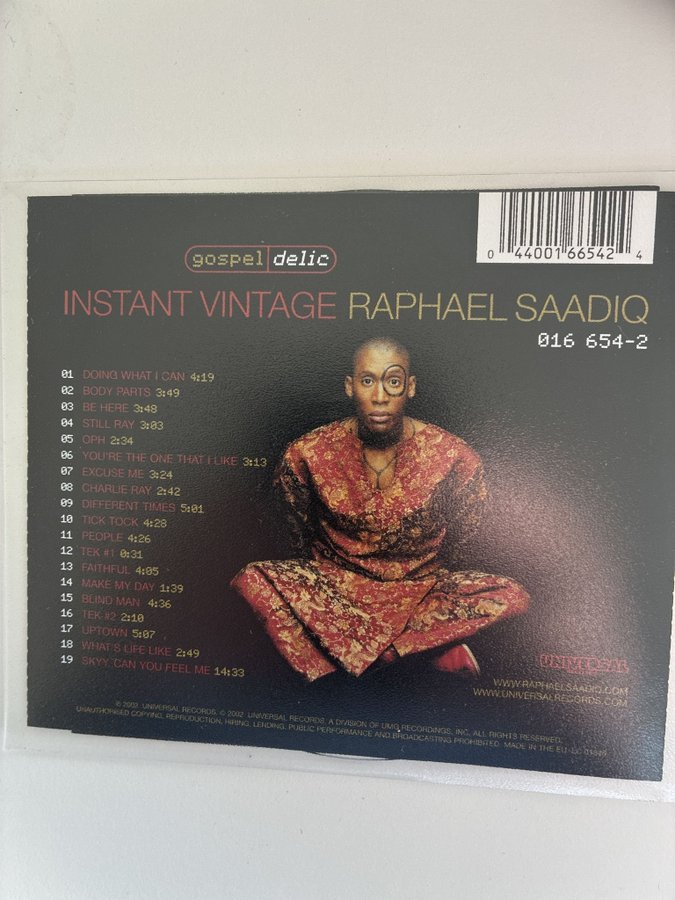 gospel delic
0 44001 66542 4
INSTANT VINTAGE RAPHAEL SAADIQ
016 654-2
01 DOING WHAT I CAN 4:19
02 BODY PARTS 3:49
03 BE HERE 3:48
04 STILL RAY 3:03
05 OPH 2:34
06 YOU'RE THE ONE THAT I LIKE 3:13
07 EXCUSE ME 3:24
08 CHARLIE RAY 2:42
09 DIFFERENT TIMES 5:01
10 TICK TOCK 4:28
11 PEOPLE 4:26
12 TEK #1 0:31
13 FAITHFUL 4:05
14 MAKE MY DAY 1:39
15 BLIND MAN 4:36
16 TEK #2 2:10
17 UPTOWN 5:07
18 WHAT'S LIFE LIKE 2:49
19 SKYY, CAN YOU FEEL ME 14:33
UNIVERSAL
WWW.RAPHAELSAADIQ.COM
WWW.UNIVERSALRECORDS.COM
℗ 2002 UNIVERSAL RECORDS, © 2002 UNIVERSAL RECORDS, A DIVISION OF UMG RECORDINGS, INC. ALL RIGHTS RESERVED.
UNAUTHORISED COPYING, REPRODUCTION, HIRING, LENDING, PUBLIC PERFORMANCE AND BROADCASTING PROHIBITED. MADE IN THE EU. LC